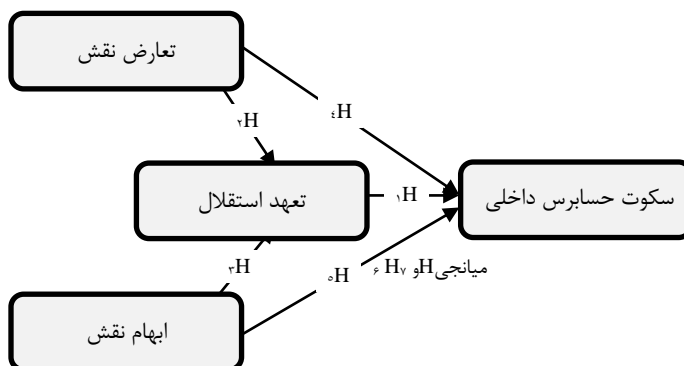 تعارض نقش
H۴
H۲
تعهد استقلال
H۱
سکوت حسابرس داخلی
H۳
H۵
میانجیH۶ و H۷
ابهام نقش